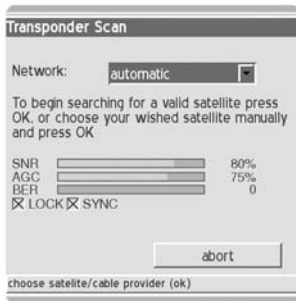 Transponder Scan
Network: automatic
To begin searching for a valid satellite press
OK, or choose your wished satellite manually
and press OK
SNR 80%
AGC 75%
BER 0
LOCK SYNC
abort
choose satelite/cable provider (ok)